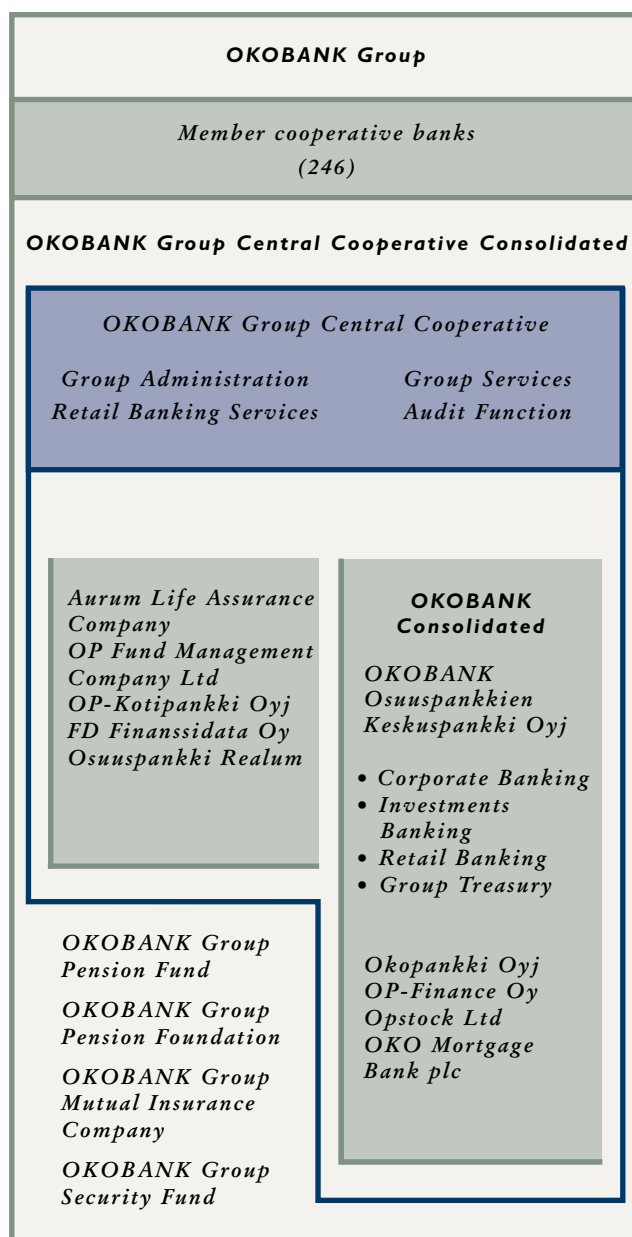 OKOBANK Group
Member cooperative banks
(246)
OKOBANK Group Central Cooperative Consolidated
OKOBANK Group Central Cooperative
Group Administration
Retail Banking Services
Group Services
Audit Function
Aurum Life Assurance
Company
OP Fund Management
Company Ltd
OP-Kotipankki Oyj
FD Finanssidata Oy
Osuuspankki Realum
OKOBANK
Consolidated
OKOBANK
Osuuspankkien
Keskuspankki Oyj
• Corporate Banking
• Investments
Banking
• Retail Banking
• Group Treasury
Okopankki Oyj
OP-Finance Oy
Opstock Ltd
OKO Mortgage
Bank plc
OKOBANK Group
Pension Fund
OKOBANK Group
Pension Foundation
OKOBANK Group
Mutual Insurance
Company
OKOBANK Group
Security Fund